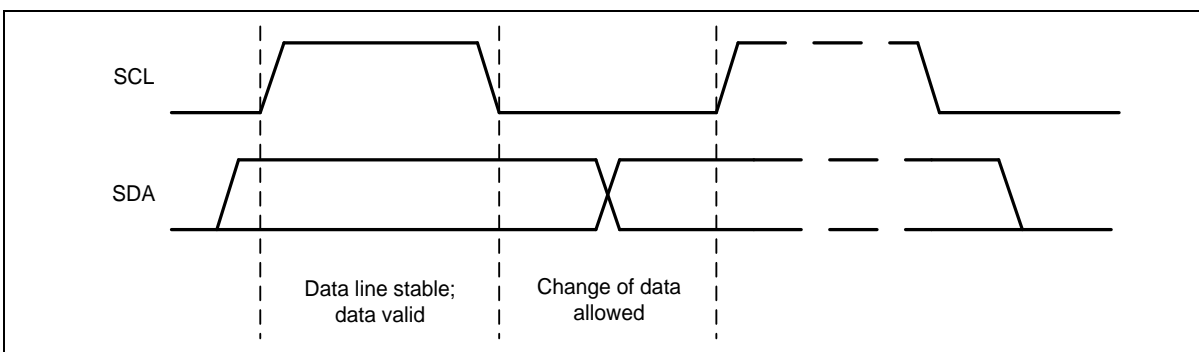 SCL
SDA
Data line stable;
data valid
Change of data
allowed